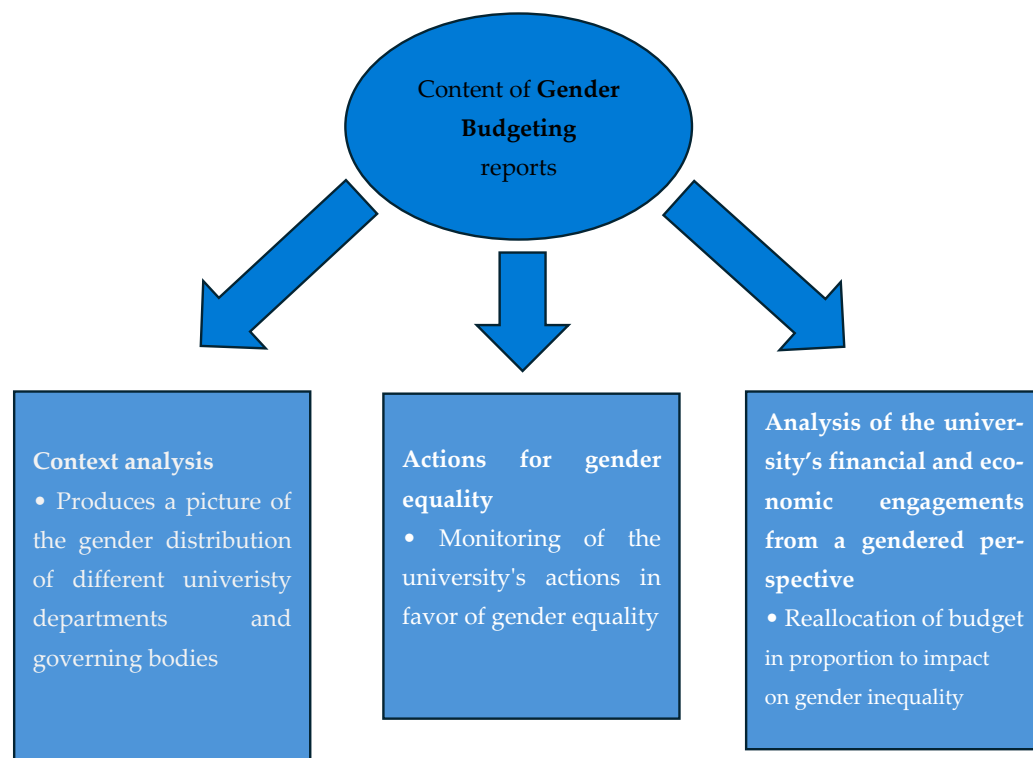 Content of Gender
Budgeting
reports
Context analysis
• Produces a picture of
the gender distribution
of different univeristy
departments and
governing bodies
Actions for gender
equality
• Monitoring of the
university's actions in
favor of gender equality
Analysis of the univer-
sity’s financial and eco-
nomic engagements
from a gendered per-
spective
• Reallocation of budget
in proportion to impact
on gender inequality